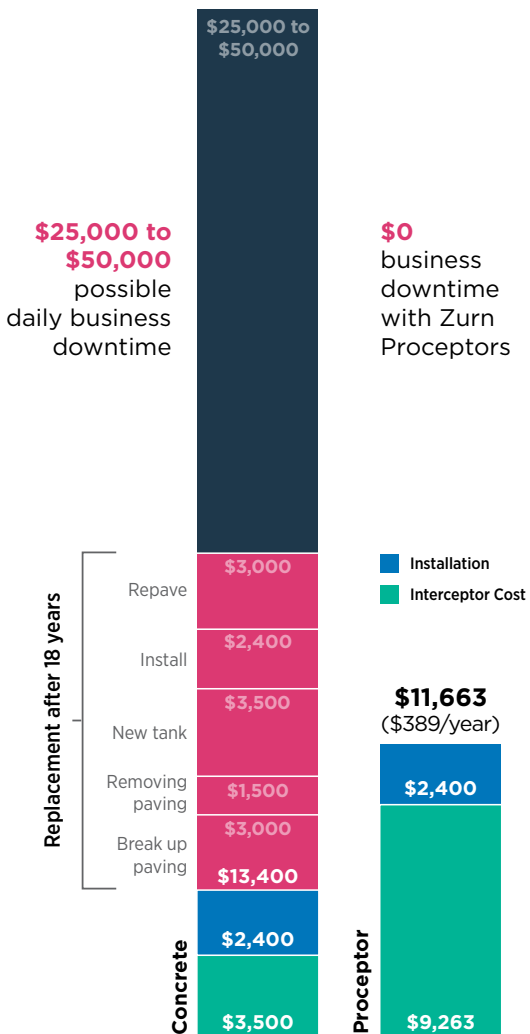 $25,000 to
$50,000
$25,000 to
$50,000
possible
daily business
downtime
$0
business
downtime
with Zurn
Proceptors
Replacement after 18 years
Repave
$3,000
Install
$2,400
New tank
$3,500
Removing
paving
$1,500
Break up
paving
$3,000
$13,400
$2,400
$3,500
Concrete
Installation
Interceptor Cost
$11,663
($389/year)
$2,400
$9,263
Proceptor